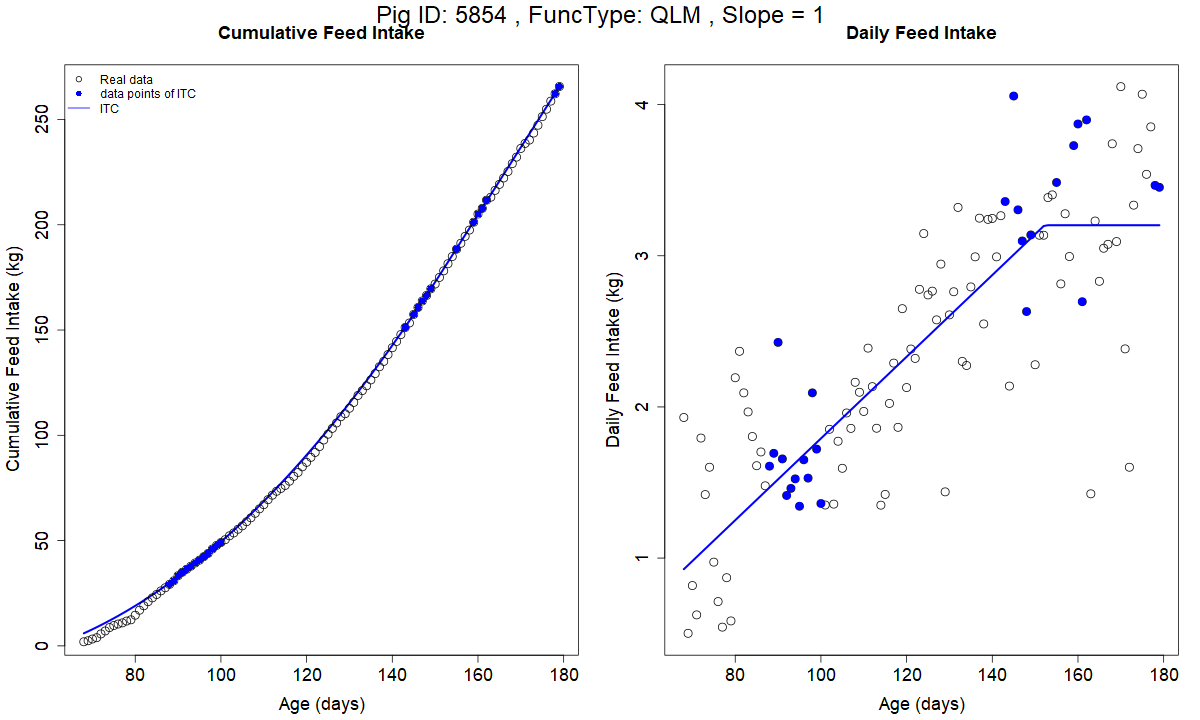 Pig ID: 5854 , FuncType: QLM , Slope = 1
Cumulative Feed Intake
Daily Feed Intake
Real data
data points of ITC
ITC
Cumulative Feed Intake (kg)
0
50
100
150
200
250
80
100
120
140
160
180
Age (days)
Daily Feed Intake (kg)
1
2
3
4
80
100
120
140
160
180
Age (days)